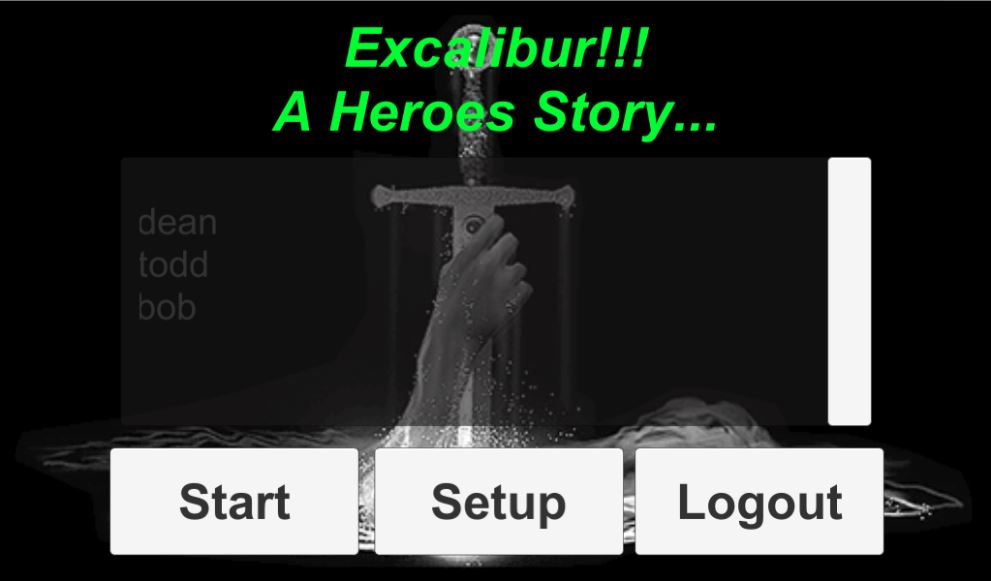 Excalibur!!!
A Heroes Story...
dean
todd
bob
Start
Setup
Logout